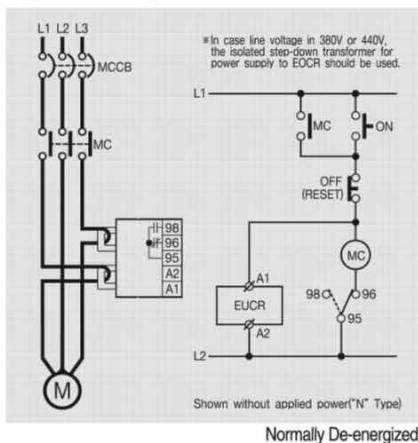 L1 L2 L3
MCCB
MC
98
96
95
A2
A1
M
※In case line voltage in 380V or 440V,
the isolated step-down transformer for
power supply to EOCR should be used.
L1
MC
ON
OFF
(RESET)
MC
A1
EUCR
98
96
95
A2
L2
Shown without applied power("N" Type)
Normally De-energized